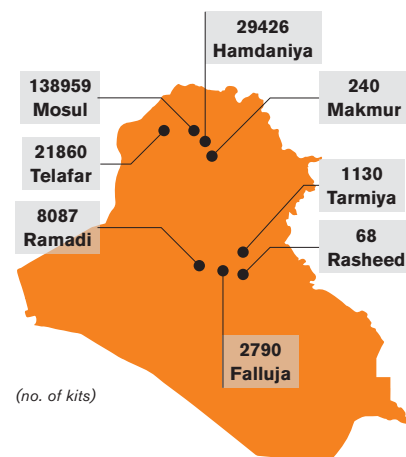 29426
Hamdaniya
138959
Mosul
240
Makmur
21860
Telafar
1130
Tarmiya
8087
Ramadi
68
Rasheed
2790
Falluja
(no. of kits)